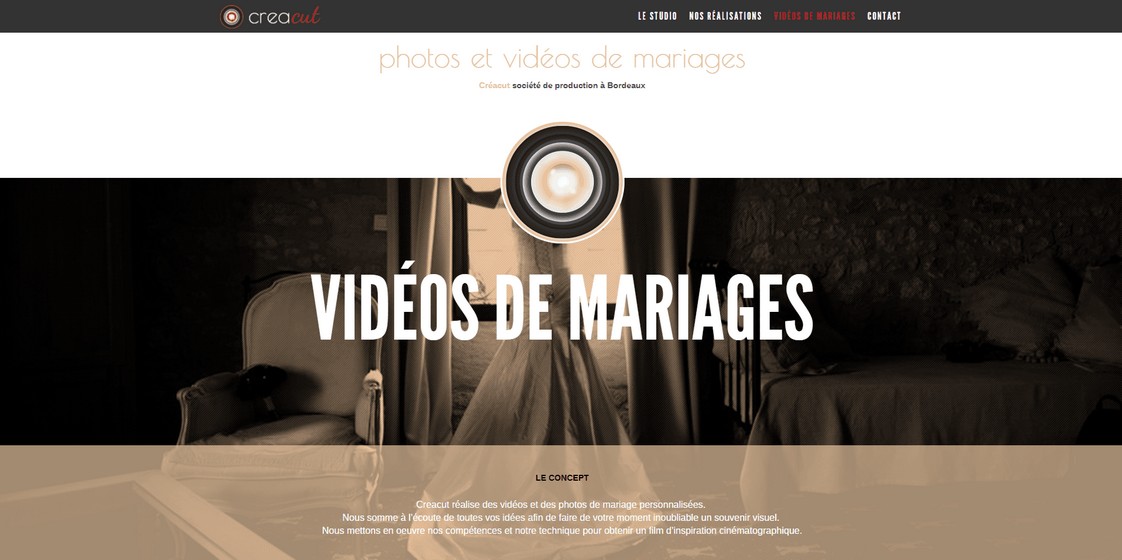 creacut
LE STUDIO NOS RÉALISATIONS VIDÉOS DE MARIAGES CONTACT
photos et vidéos de mariages
Créacut société de production à Bordeaux
VIDÉOS DE MARIAGES
LE CONCEPT
Creacut réalise des vidéos et des photos de mariage personnalisées.
Nous somme à l'écoute de toutes vos idées afin de faire de votre moment inoubliable un souvenir visuel.
Nous mettons en oeuvre nos compétences et notre technique pour obtenir un film d'inspiration cinématographique.